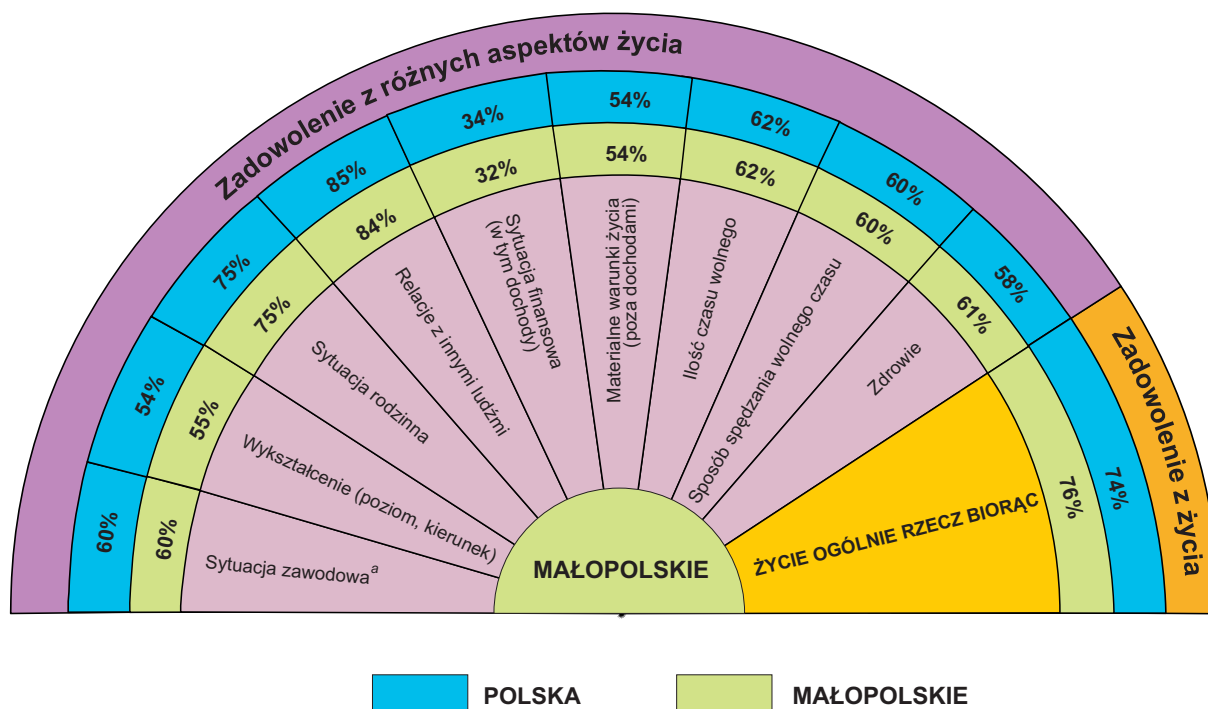 Zadowolenie z różnych aspektów życia
Zadowolenie z życia
60%
54%
75%
85%
34%
54%
62%
60%
58%
74%
60%
55%
75%
84%
32%
54%
62%
60%
61%
76%
Sytuacja zawodowaᵃ
Wykształcenie (poziom, kierunek)
Sytuacja rodzinna
Relacje z innymi ludźmi
Sytuacja finansowa
(w tym dochody)
Materialne warunki życia
(poza dochodami)
Ilość czasu wolnego
Sposób spędzania wolnego czasu
Zdrowie
ŻYCIE OGÓLNIE RZECZ BIORĄC
MAŁOPOLSKIE
POLSKA
MAŁOPOLSKIE